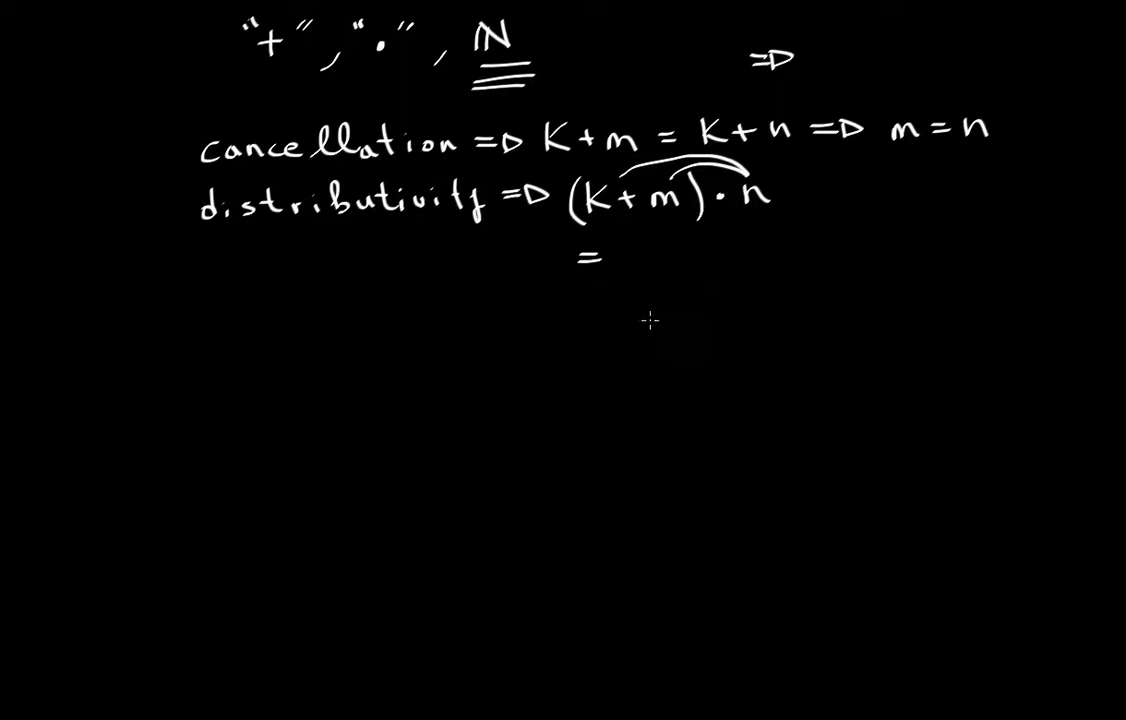 "+", "·", ℕ ⇒
cancellation ⇒ k+m = k+n ⇒ m=n
distributivity ⇒ (k+m)·n
=